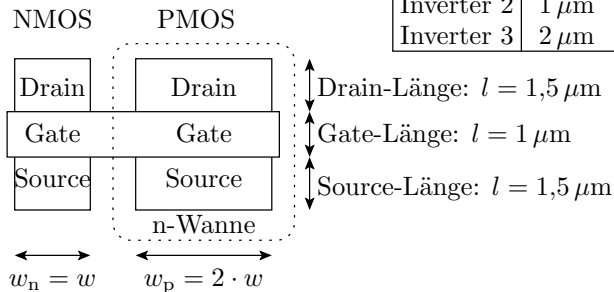 NMOS PMOS
Inverter 2 1 μm
Inverter 3 2 μm
Drain Drain Drain-Länge: l = 1,5 μm
Gate Gate Gate-Länge: l = 1 μm
Source Source Source-Länge: l = 1,5 μm
n-Wanne
wn = w wp = 2 · w